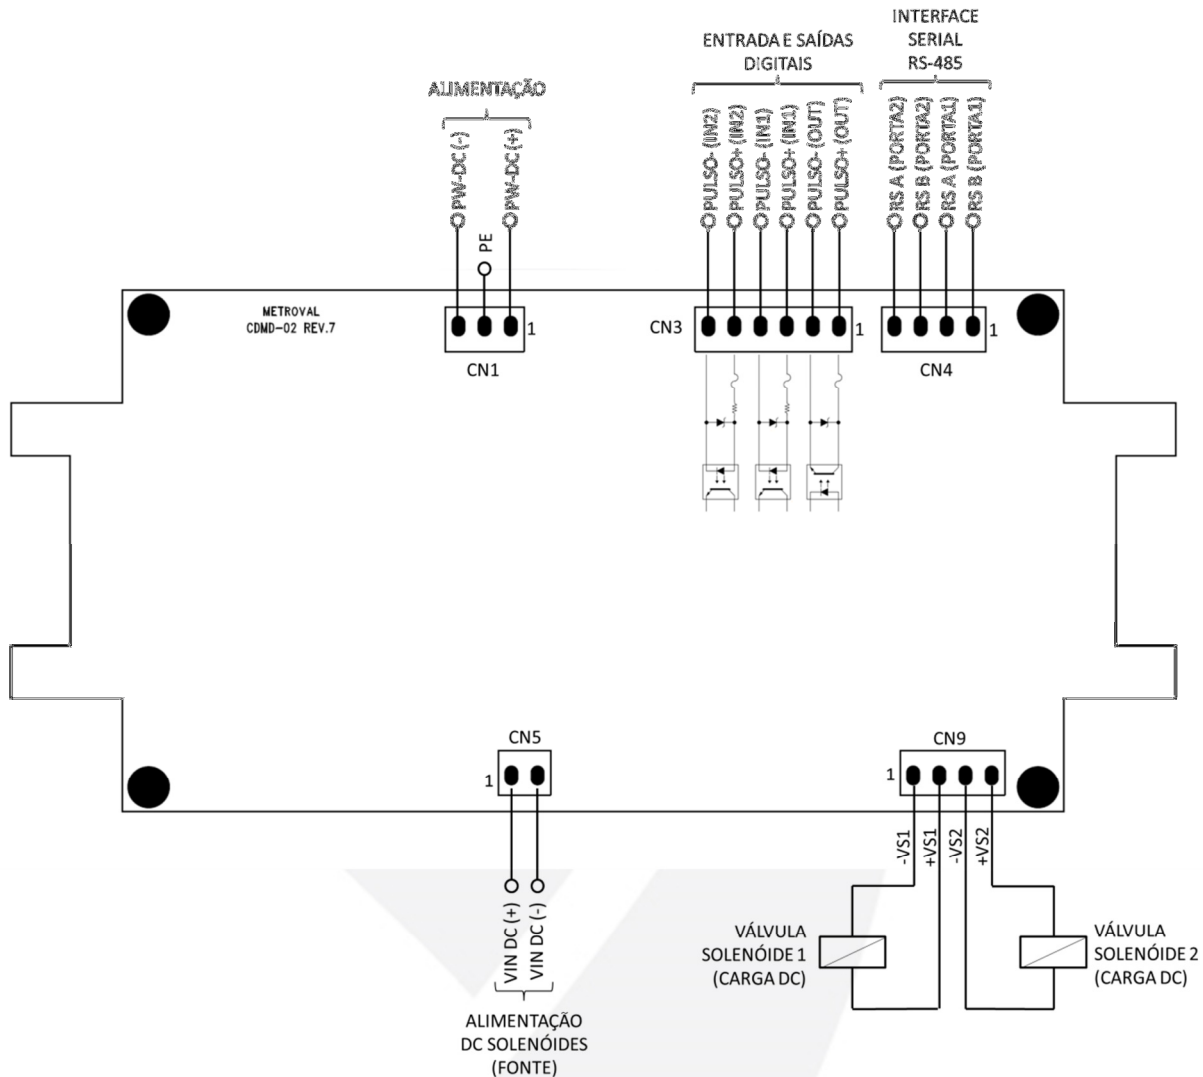 INTERFACE
SERIAL
RS-485
ENTRADA E SAÍDAS
DIGITAIS
ALIMENTAÇÃO
PW-DC (-)
PE
PW-DC (+)
PULSO- (IN2)
PULSO+ (IN2)
PULSO- (IN1)
PULSO+ (IN1)
PULSO- (OUT)
PULSO+ (OUT)
RS A (PORTA2)
RS B (PORTA2)
RS A (PORTA1)
RS B (PORTA1)
METROVAL
CDMD-02 REV.7
1
CN1
CN3
1
1
CN4
CN5
1
CN9
1
-VS1
+VS1
-VS2
+VS2
VIN DC (+)
VIN DC (-)
VÁLVULA
SOLENÓIDE 1
(CARGA DC)
VÁLVULA
SOLENÓIDE 2
(CARGA DC)
ALIMENTAÇÃO
DC SOLENÓIDES
(FONTE)